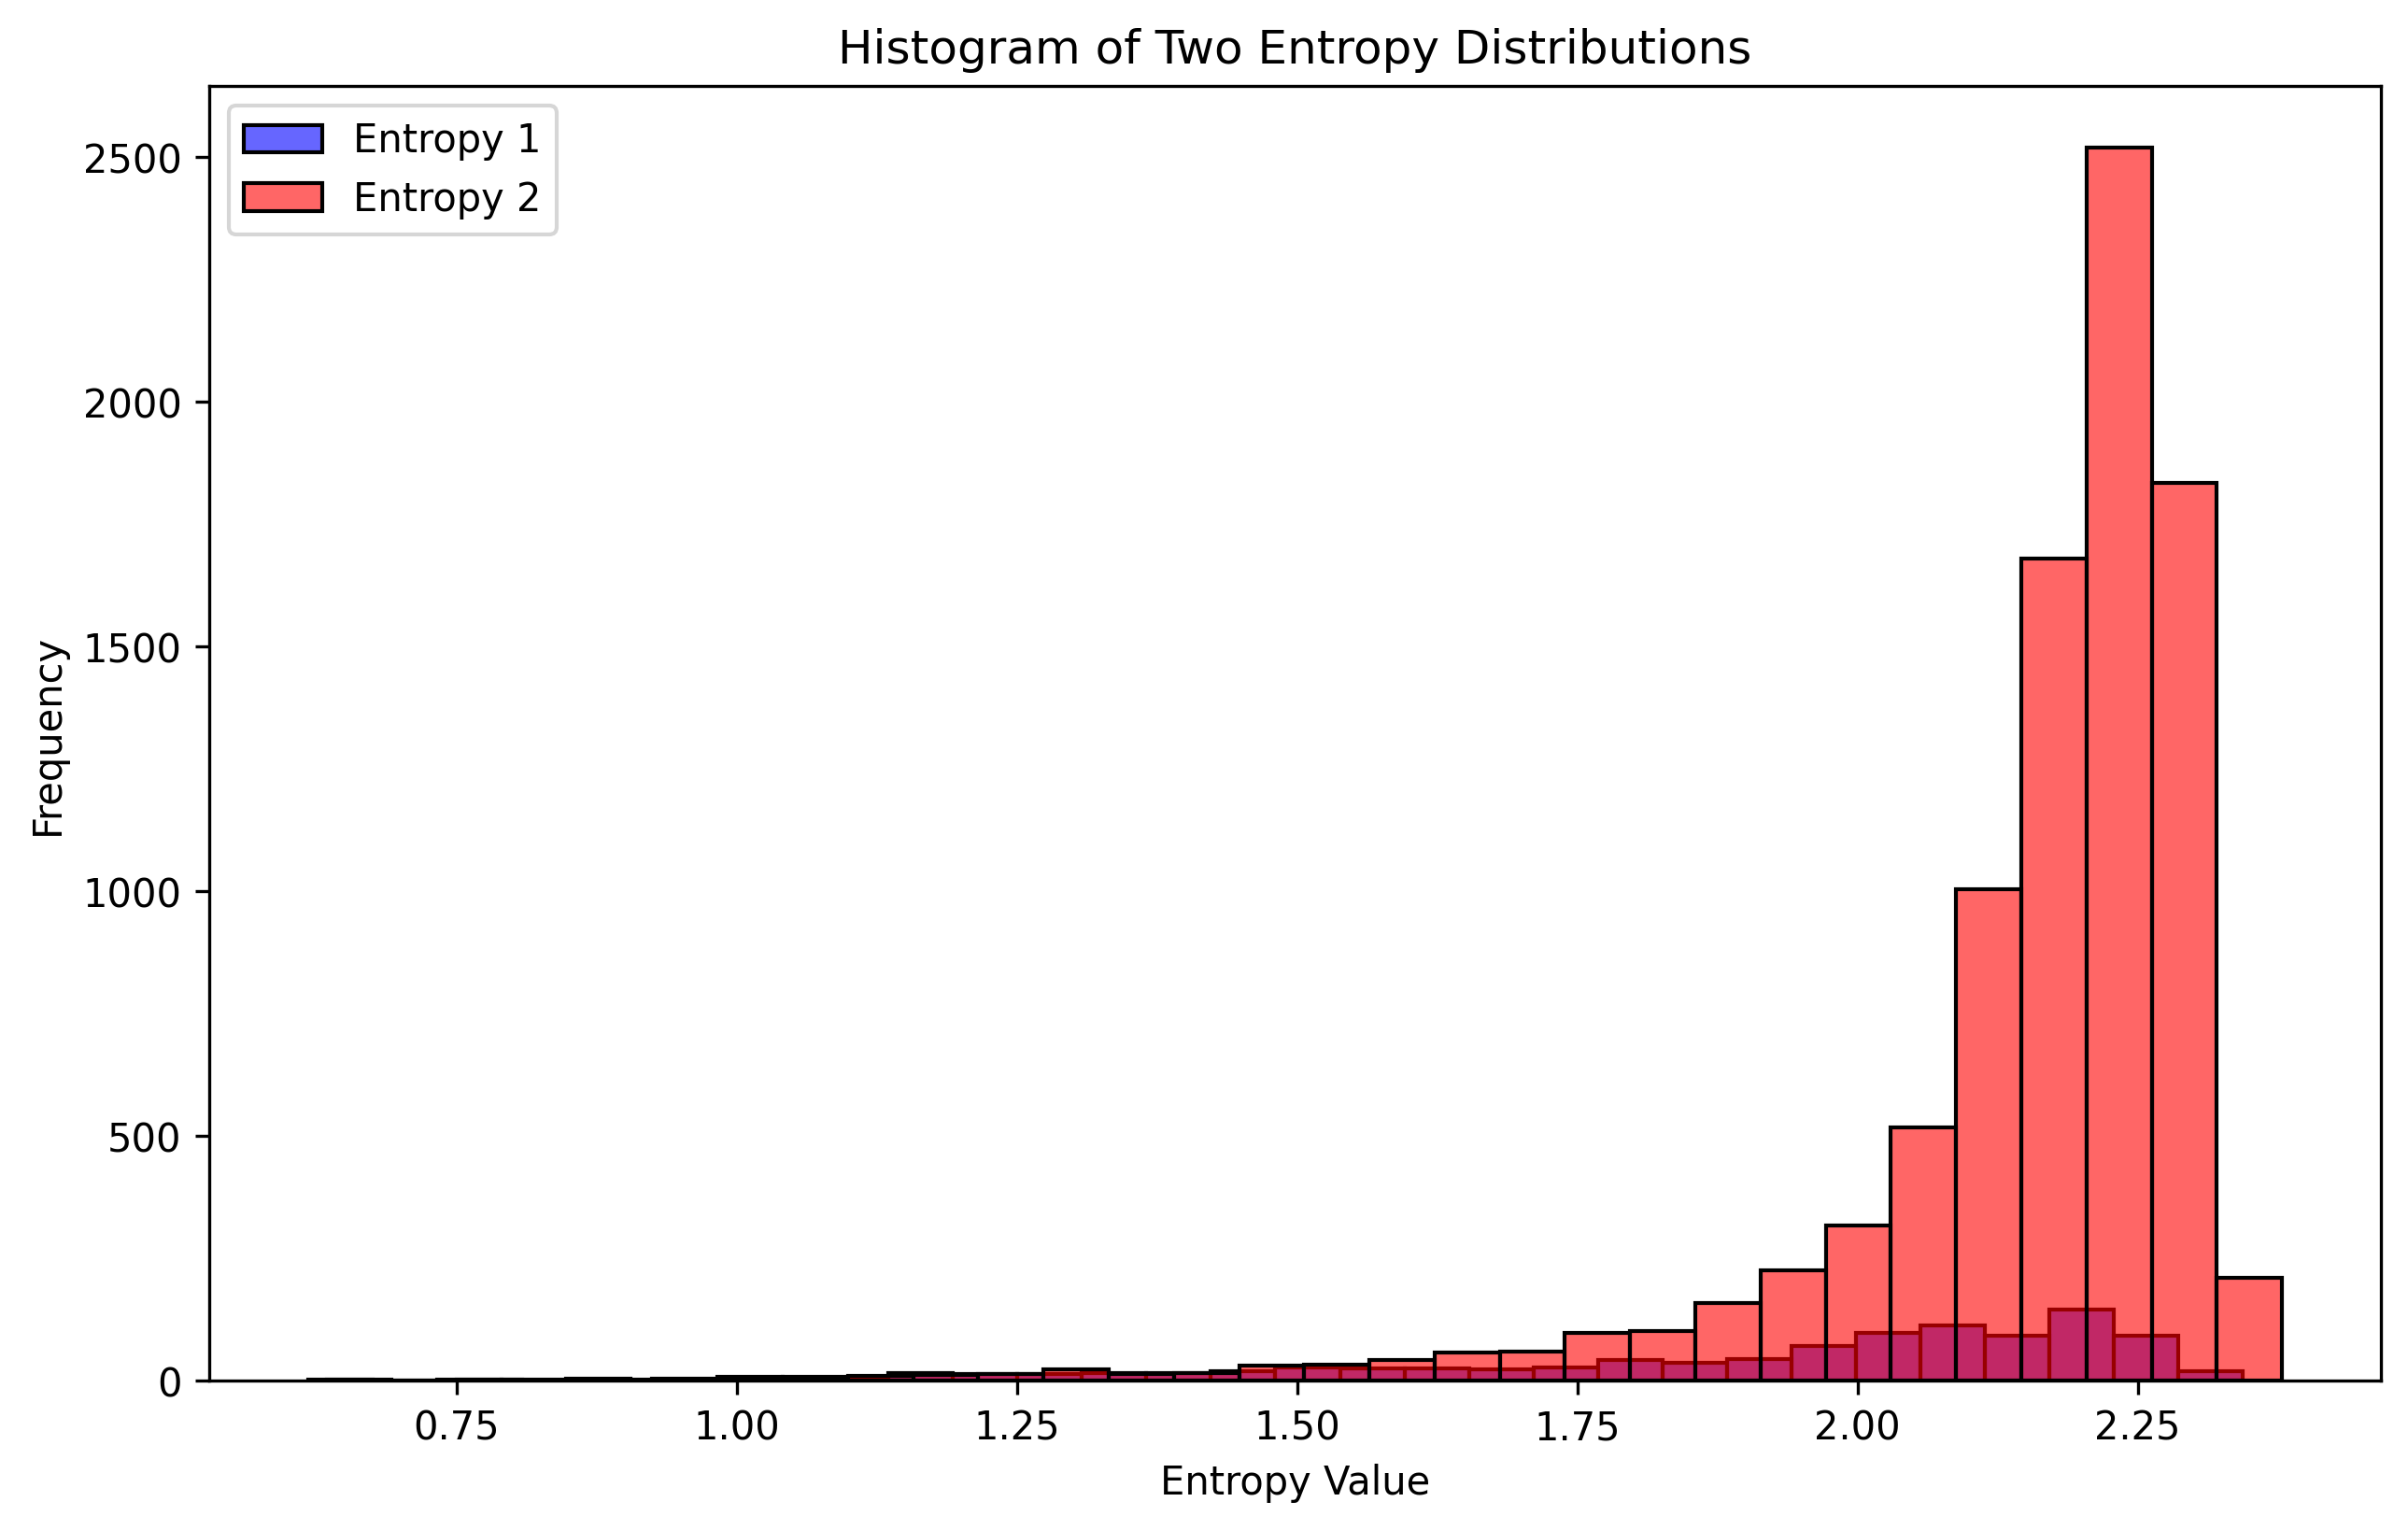 Histogram of Two Entropy Distributions
Entropy 1
Entropy 2
2500
2000
1500
1000
500
0
Frequency
0.75 1.00 1.25 1.50 1.75 2.00 2.25
Entropy Value